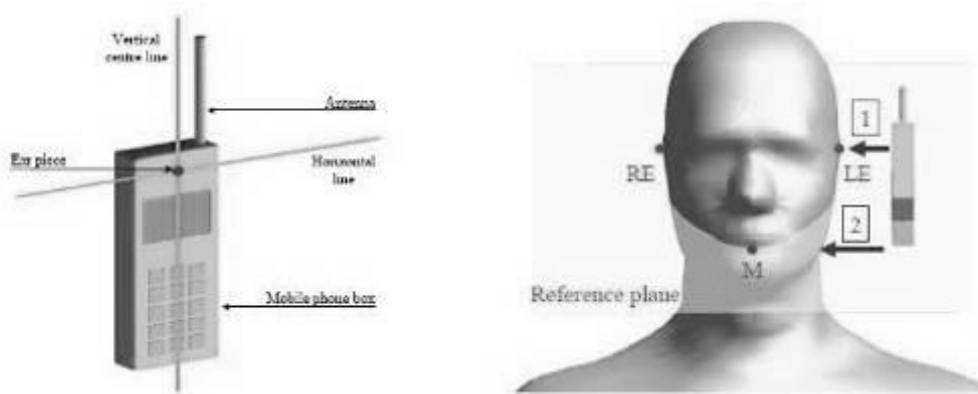 Vertical
centre line
Antenna
Ear piece
Horizontal
line
Mobile phone box
1
RE
LE
2
M
Reference plane